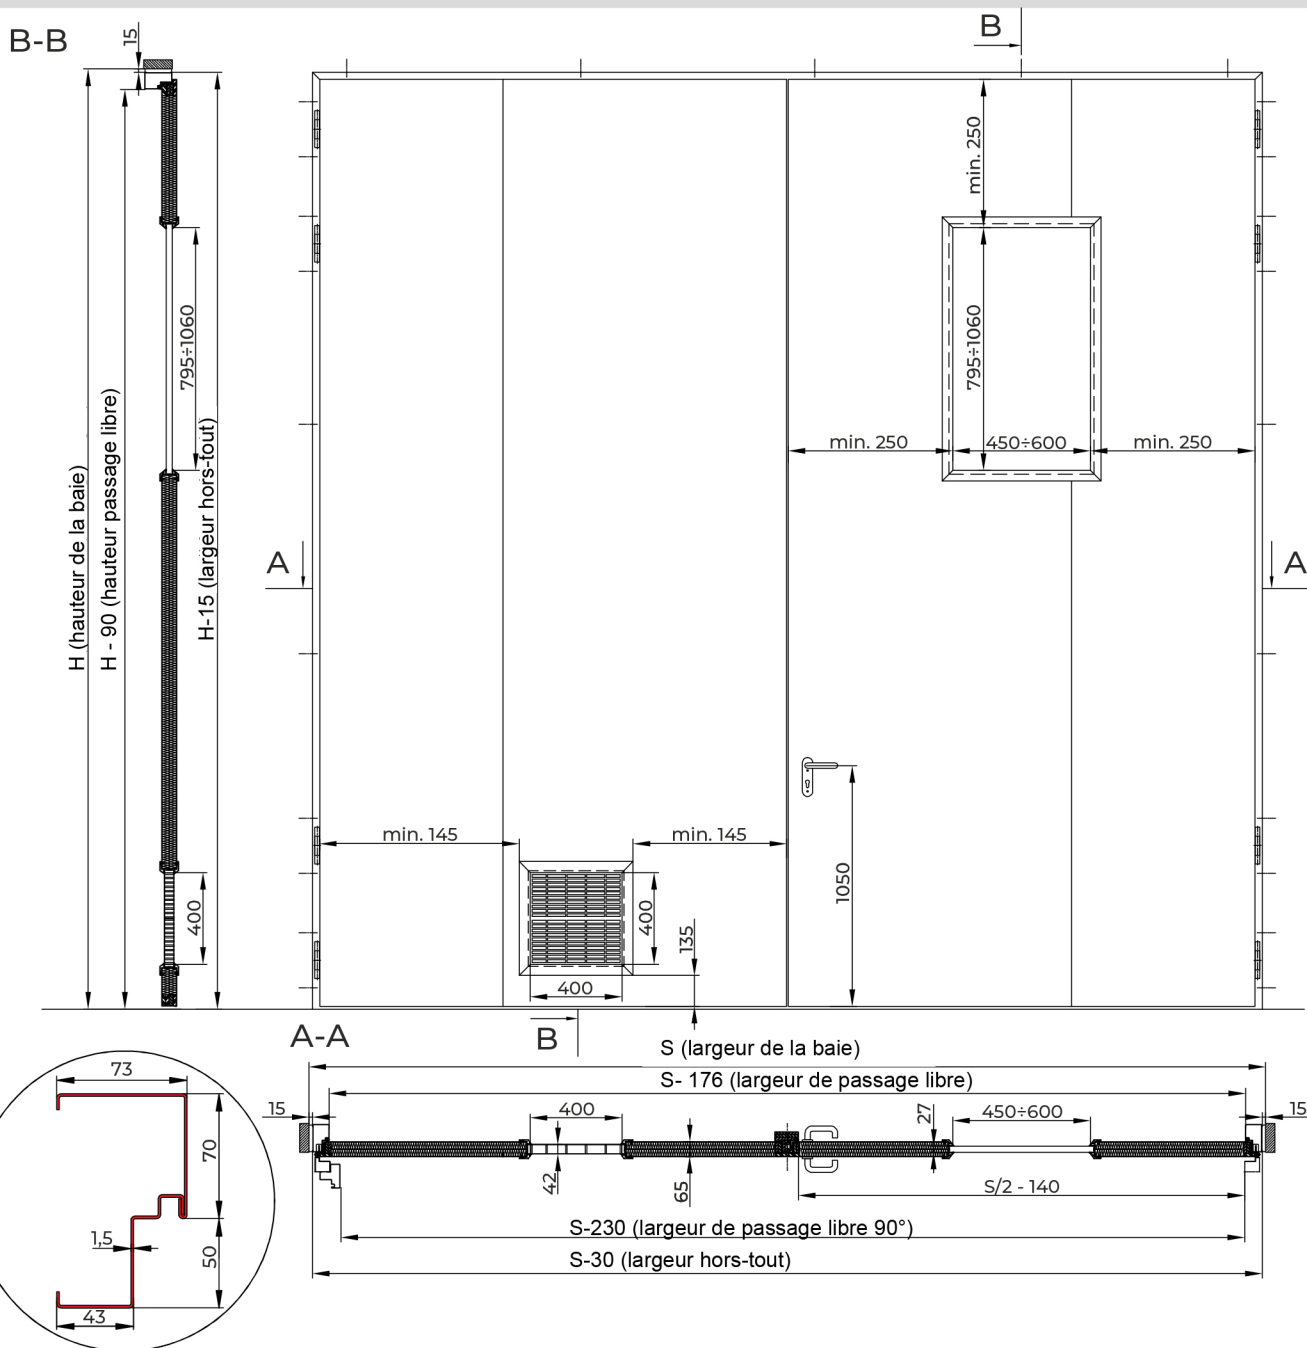 B-B
15
B
min. 250
795÷1060
795÷1060
min. 250
450÷600
min. 250
H (hauteur de la baie)
H - 90 (hauteur passage libre)
H-15 (largeur hors-tout)
A
A
min. 145
min. 145
1050
400
400
135
400
B
A-A
S (largeur de la baie)
S- 176 (largeur de passage libre)
73
15
400
27
450÷600
15
70
42
65
S/2 - 140
1,5
50
S-230 (largeur de passage libre 90°)
S-30 (largeur hors-tout)
43